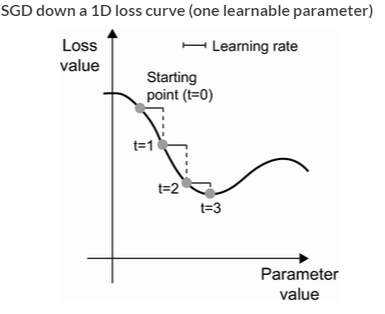 SGD down a 1D loss curve (one learnable parameter)
Loss
value
Learning rate
Starting
point (t=0)
t=1
t=2
t=3
Parameter
value